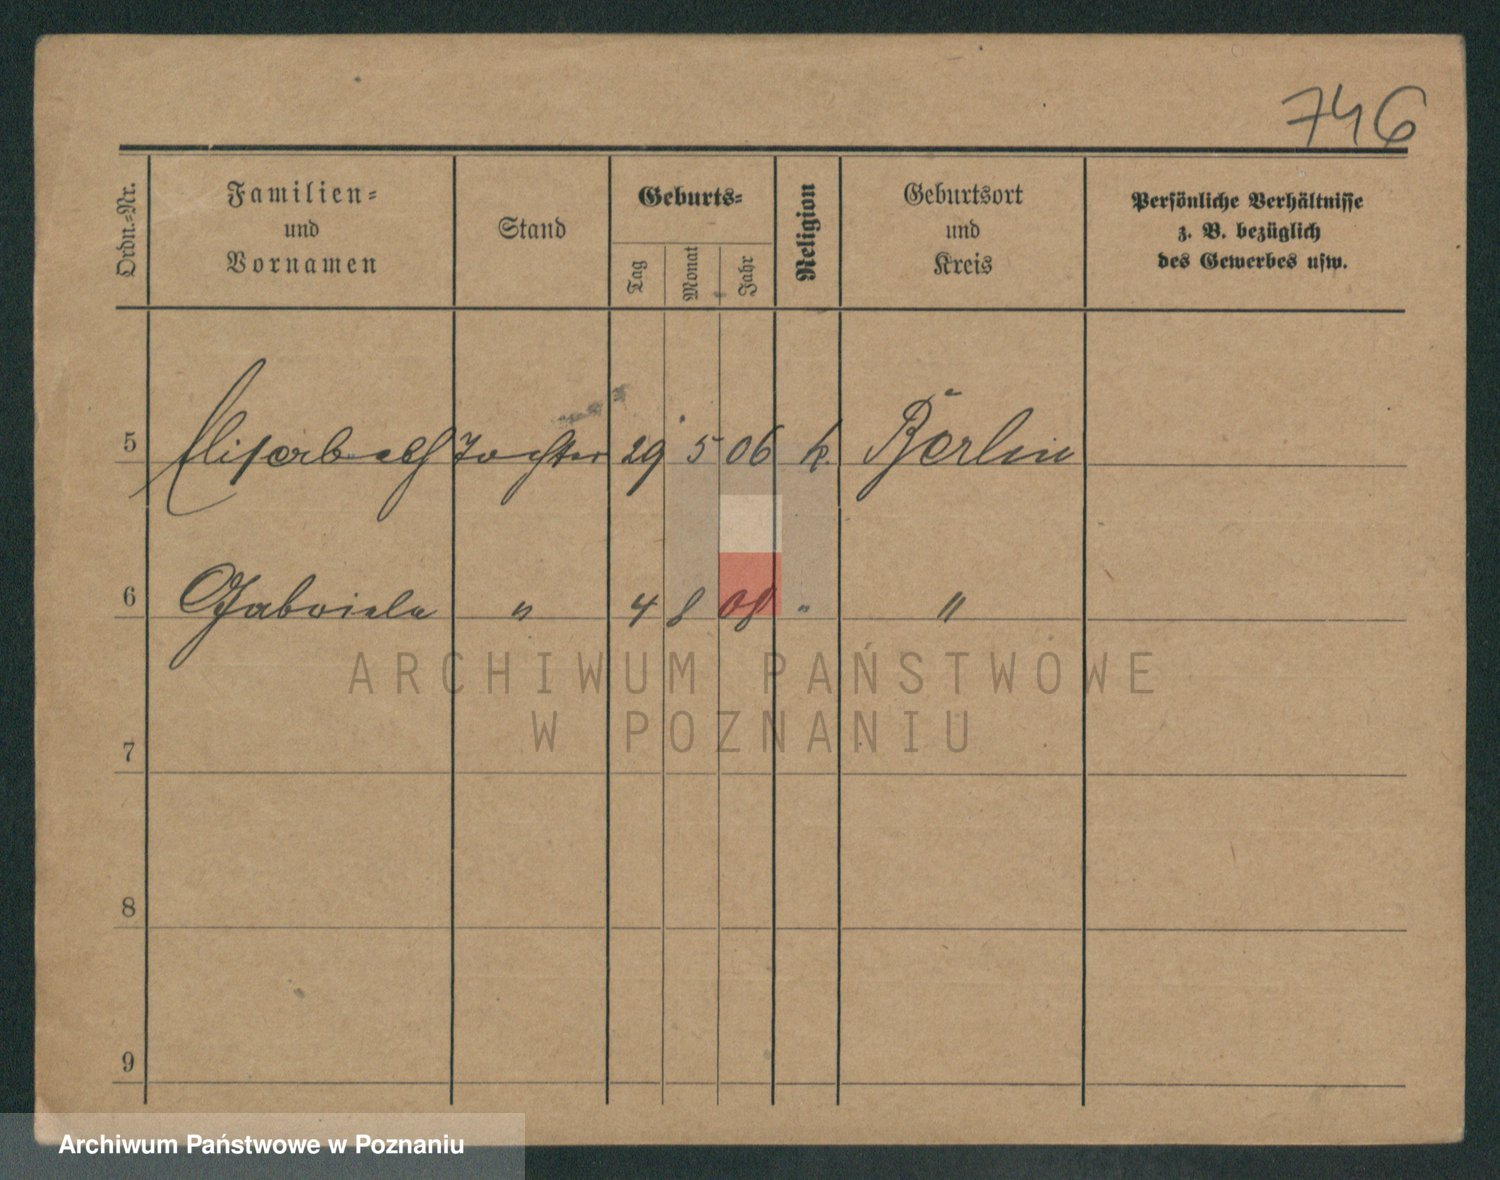 746
Ordn.-Nr.
Familien-
und
Vornamen
Stand
Geburts-
Tag
Monat
Jahr
Religion
Geburtsort
und
Kreis
Persönliche Verhältnisse
z. B. bezüglich
des Gewerbes usw.
5 Elisabeth Tochter 29 5 06 k. Berlin
6 Gabriela " 4 8 08 " "
ARCHIWUM PAŃSTWOWE
W POZNANIU
7
8
9
Archiwum Państwowe w Poznaniu